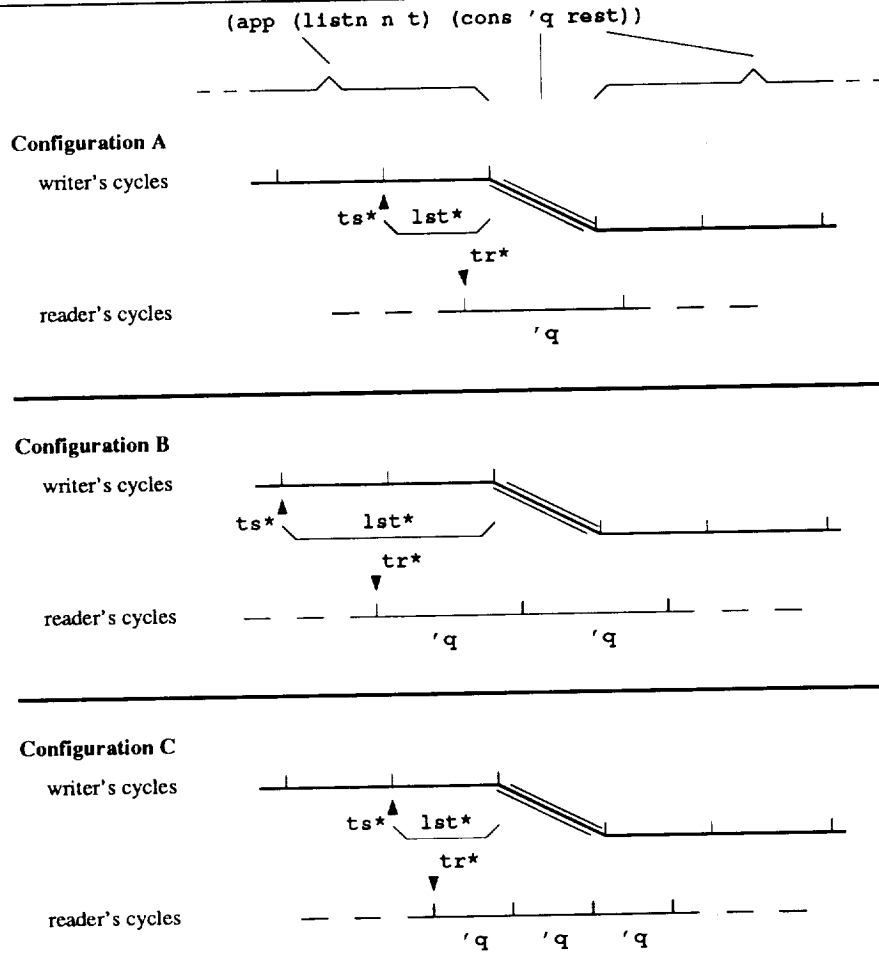 (app (listn n t) (cons 'q rest))
Configuration A
writer's cycles
ts* lst*
tr*
reader's cycles
'q
Configuration B
writer's cycles
ts* lst*
tr*
reader's cycles
'q 'q
Configuration C
writer's cycles
ts* lst*
tr*
reader's cycles
'q 'q 'q